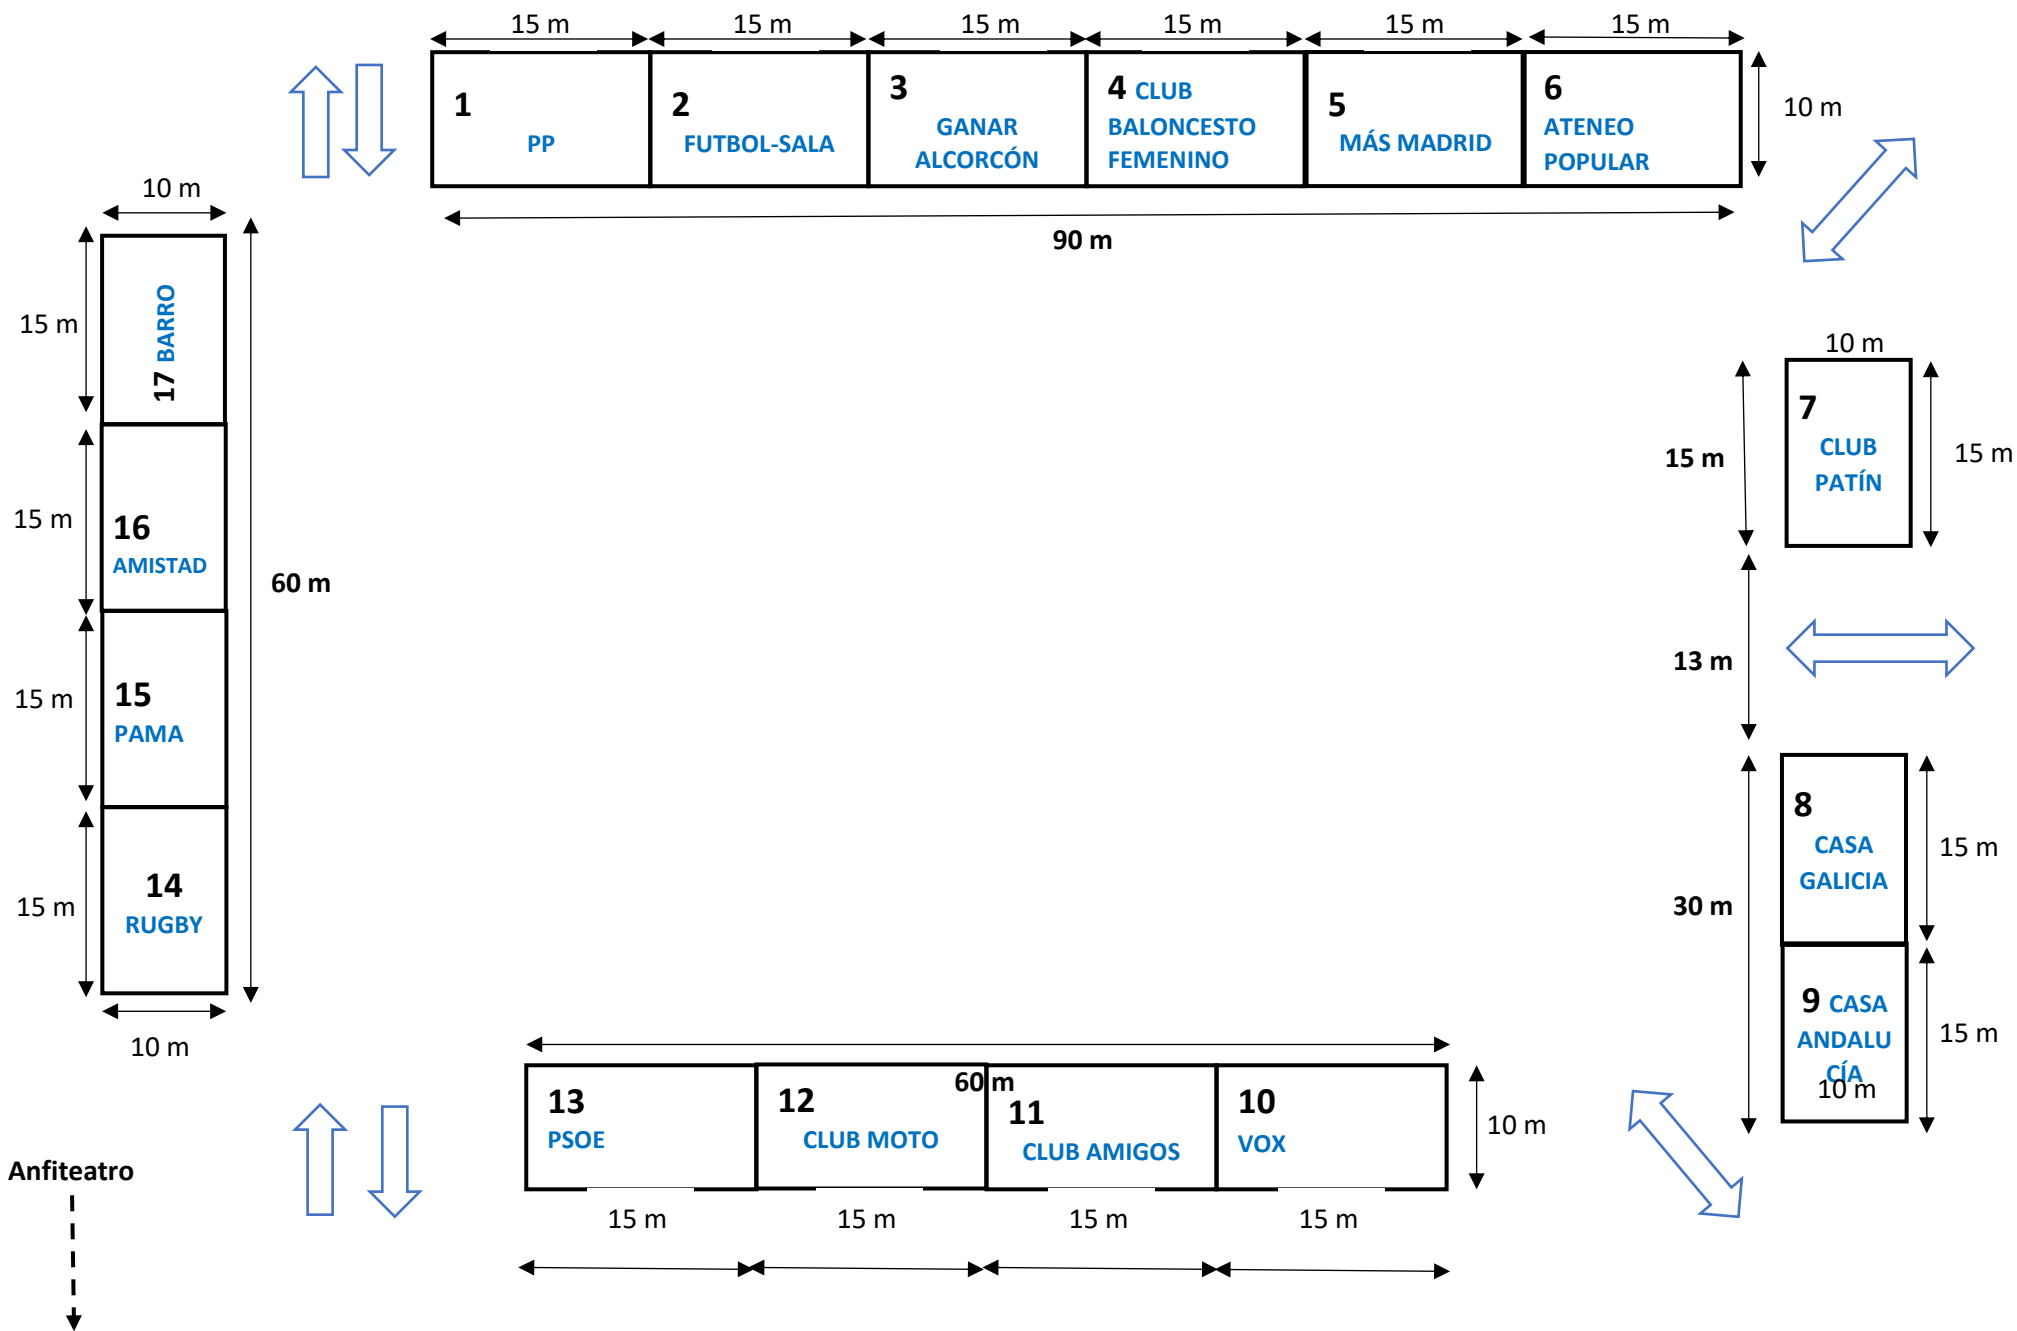 15 m 15 m 15 m 15 m 15 m 15 m
1
PP
2
FUTBOL-SALA
3
GANAR
ALCORCÓN
4 CLUB
BALONCESTO
FEMENINO
5
MÁS MADRID
6
ATENEO
POPULAR
10 m
90 m
10 m
15 m
17 BARRO
15 m
16
AMISTAD
60 m
15 m
15
PAMA
15 m
14
RUGBY
10 m
10 m
15 m
7
CLUB
PATÍN
15 m
13 m
30 m
8
CASA
GALICIA
15 m
9 CASA
ANDALU
CÍA
10 m
15 m
60 m
13
PSOE
12
CLUB MOTO
11
CLUB AMIGOS
10
VOX
10 m
15 m 15 m 15 m 15 m
Anfiteatro